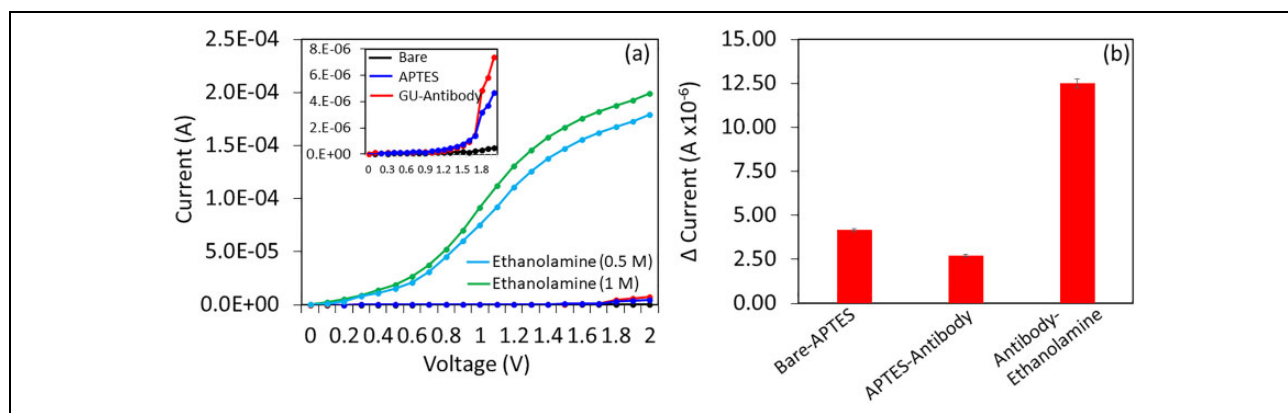 (a)
2.5E-04
2.0E-04
1.5E-04
1.0E-04
5.0E-05
0.0E+00
Current (A)
8.E-06
6.E-06
4.E-06
2.E-06
0.E+00
Bare
APTES
GU-Antibody
0 0.3 0.6 0.9 1.2 1.5 1.8
Ethanolamine (0.5 M)
Ethanolamine (1 M)
0 0.2 0.4 0.6 0.8 1 1.2 1.4 1.6 1.8 2
Voltage (V)
(b)
15.00
12.50
10.00
7.50
5.00
2.50
0.00
Δ Current (A x10⁻⁶)
Bare-APTES
APTES-Antibody
Antibody-
Ethanolamine